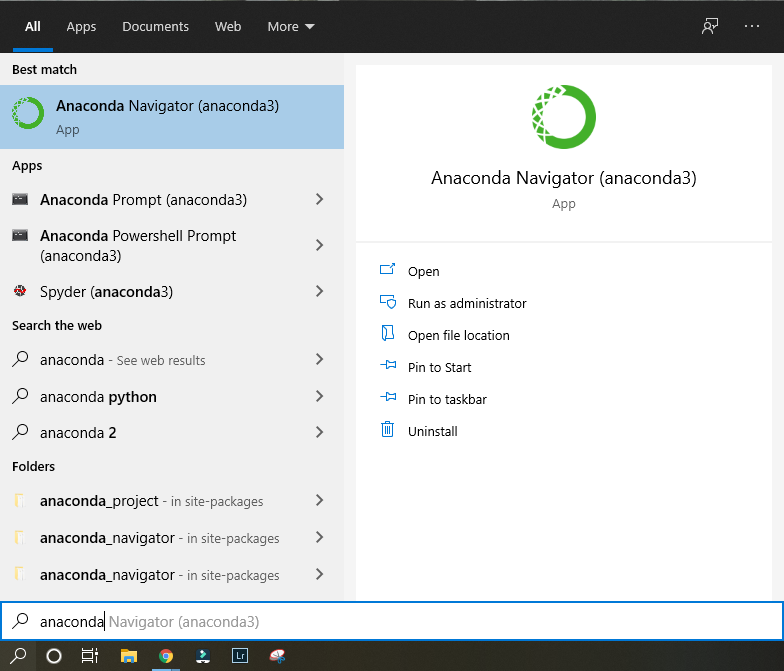 All Apps Documents Web More
Best match
Anaconda Navigator (anaconda3)
App
Apps
Anaconda Prompt (anaconda3)
Anaconda Powershell Prompt
(anaconda3)
Spyder (anaconda3)
Search the web
anaconda - See web results
anaconda python
anaconda 2
Folders
anaconda_project - in site-packages
anaconda_navigator - in site-packages
anaconda_navigator - in site-packages
Anaconda Navigator (anaconda3)
App
Open
Run as administrator
Open file location
Pin to Start
Pin to taskbar
Uninstall
anaconda Navigator (anaconda3)
Lr